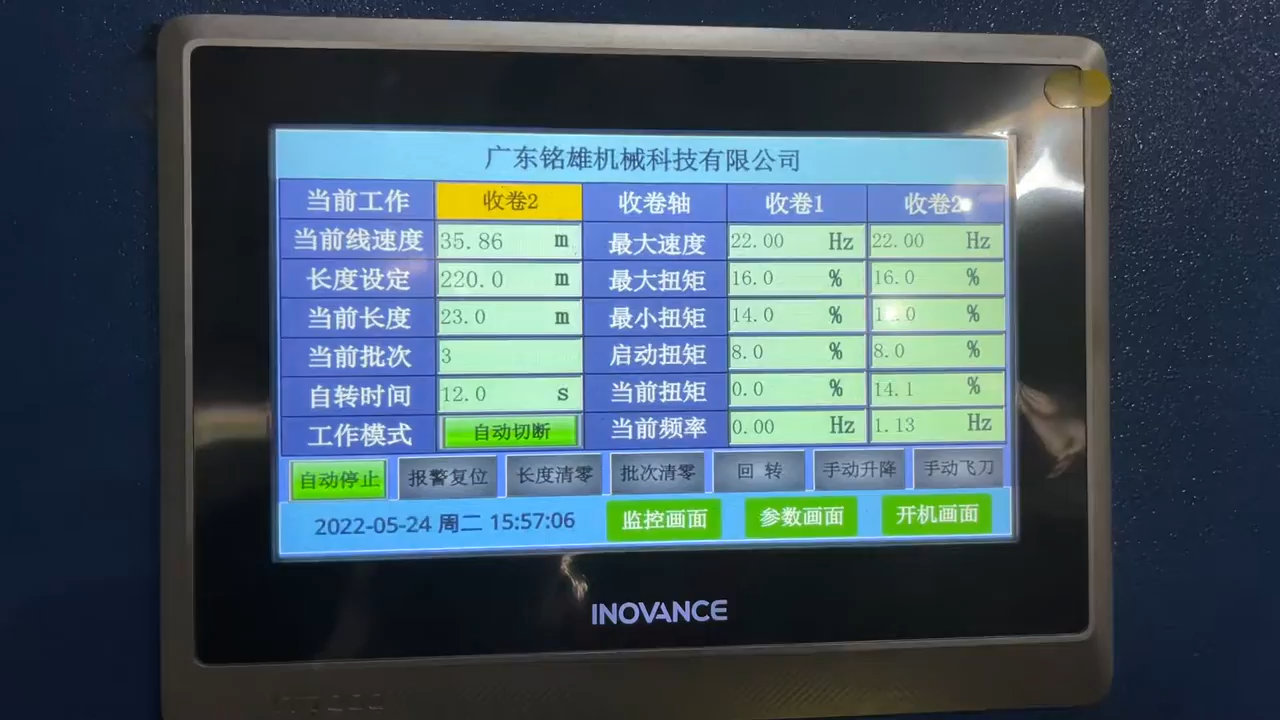 广东铭雄机械科技有限公司
当前工作 收卷2 收卷轴 收卷1 收卷2
当前线速度 35.86 m 最大速度 22.00 Hz 22.00 Hz
长度设定 220.0 m 最大扭矩 16.0 % 16.0 %
当前长度 23.0 m 最小扭矩 14.0 % %
当前批次 3 启动扭矩 8.0 % 8.0 %
自转时间 12.0 s 当前扭矩 0.0 % 14.1 %
工作模式 自动切断 当前频率 0.00 Hz 1.13 Hz
自动停止 报警复位 长度清零 批次清零 回转 手动升降 手动飞刀
2022-05-24 周二 15:57:06 监控画面 参数画面 开机画面
INOVANCE